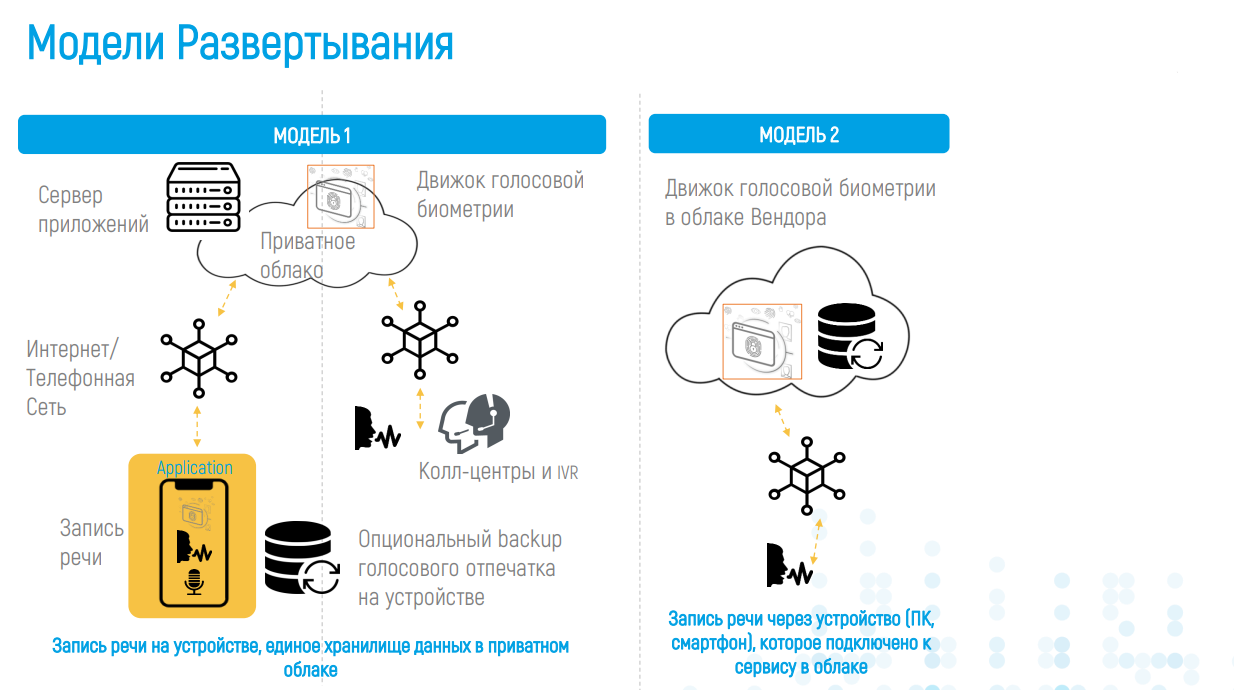 Модели Развертывания
МОДЕЛЬ 1
Сервер
приложений
Движок голосовой
биометрии
Приватное
облако
Интернет/
Телефонная
Сеть
Колл-центры и IVR
Application
Запись
речи
Опциональный backup
голосового отпечатка
на устройстве
Запись речи на устройстве, единое хранилище данных в приватном
облаке
МОДЕЛЬ 2
Движок голосовой биометрии
в облаке Вендора
Запись речи через устройство (ПК,
смартфон), которое подключено к
сервису в облаке